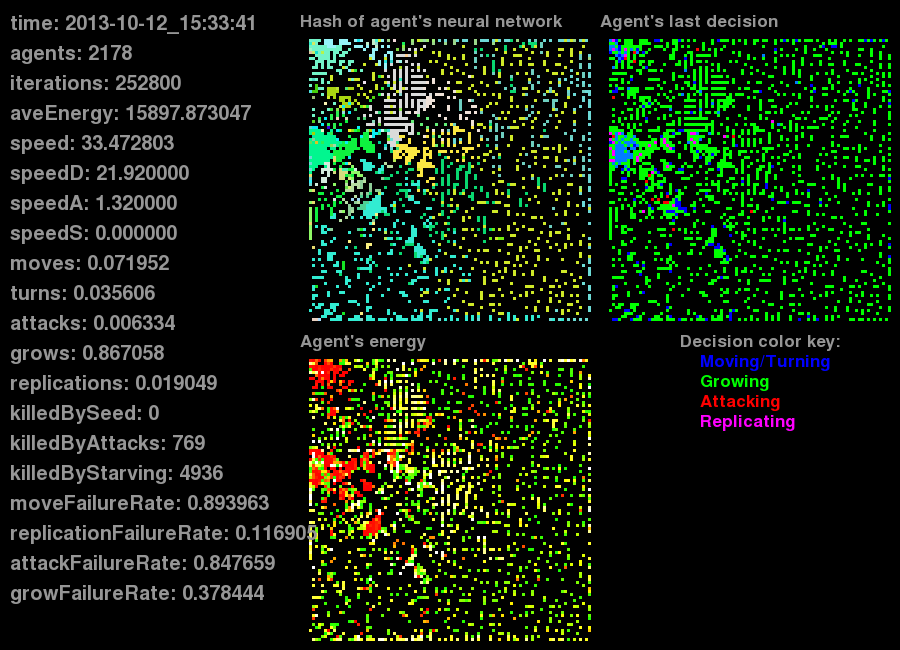 time: 2013-10-12_15:33:41
agents: 2178
iterations: 252800
aveEnergy: 15897.873047
speed: 33.472803
speedD: 21.920000
speedA: 1.320000
speedS: 0.000000
moves: 0.071952
turns: 0.035606
attacks: 0.006334
grows: 0.867058
replications: 0.019049
killedBySeed: 0
killedByAttacks: 769
killedByStarving: 4936
moveFailureRate: 0.893963
replicationFailureRate: 0.116905
attackFailureRate: 0.847659
growFailureRate: 0.378444
Hash of agent's neural network
Agent's last decision
Agent's energy
Decision color key:
Moving/Turning
Growing
Attacking
Replicating